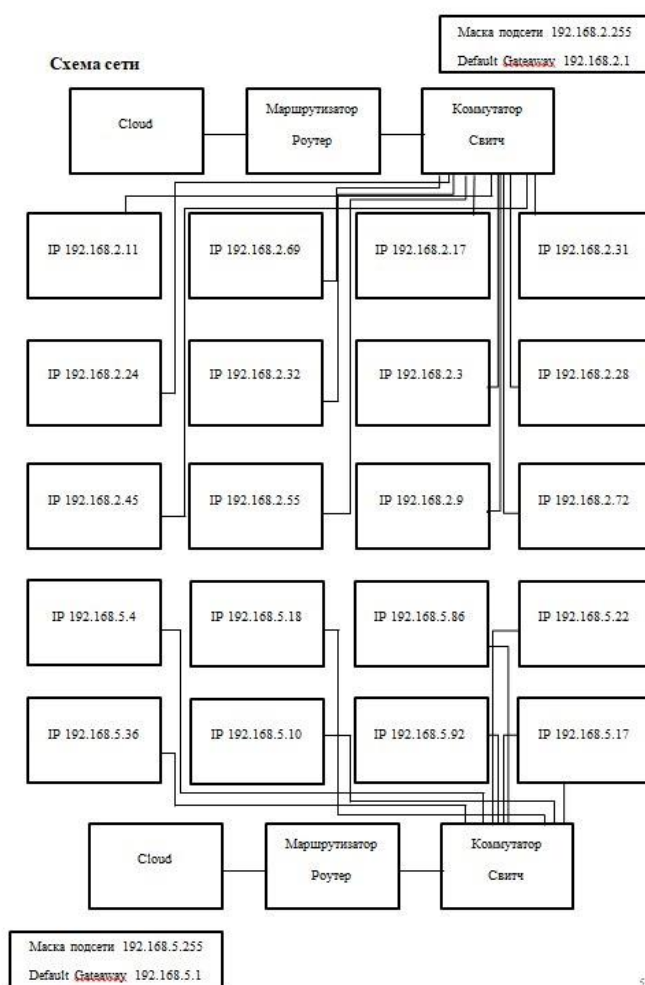 Маска подсети 192.168.2.255
Default Gateaway 192.168.2.1
Схема сети
Cloud
Маршрутизатор
Роутер
Коммутатор
Свитч
IP 192.168.2.11
IP 192.168.2.69
IP 192.168.2.17
IP 192.168.2.31
IP 192.168.2.24
IP 192.168.2.32
IP 192.168.2.3
IP 192.168.2.28
IP 192.168.2.45
IP 192.168.2.55
IP 192.168.2.9
IP 192.168.2.72
IP 192.168.5.4
IP 192.168.5.18
IP 192.168.5.86
IP 192.168.5.22
IP 192.168.5.36
IP 192.168.5.10
IP 192.168.5.92
IP 192.168.5.17
Cloud
Маршрутизатор
Роутер
Коммутатор
Свитч
Маска подсети 192.168.5.255
Default Gateaway 192.168.5.1
5